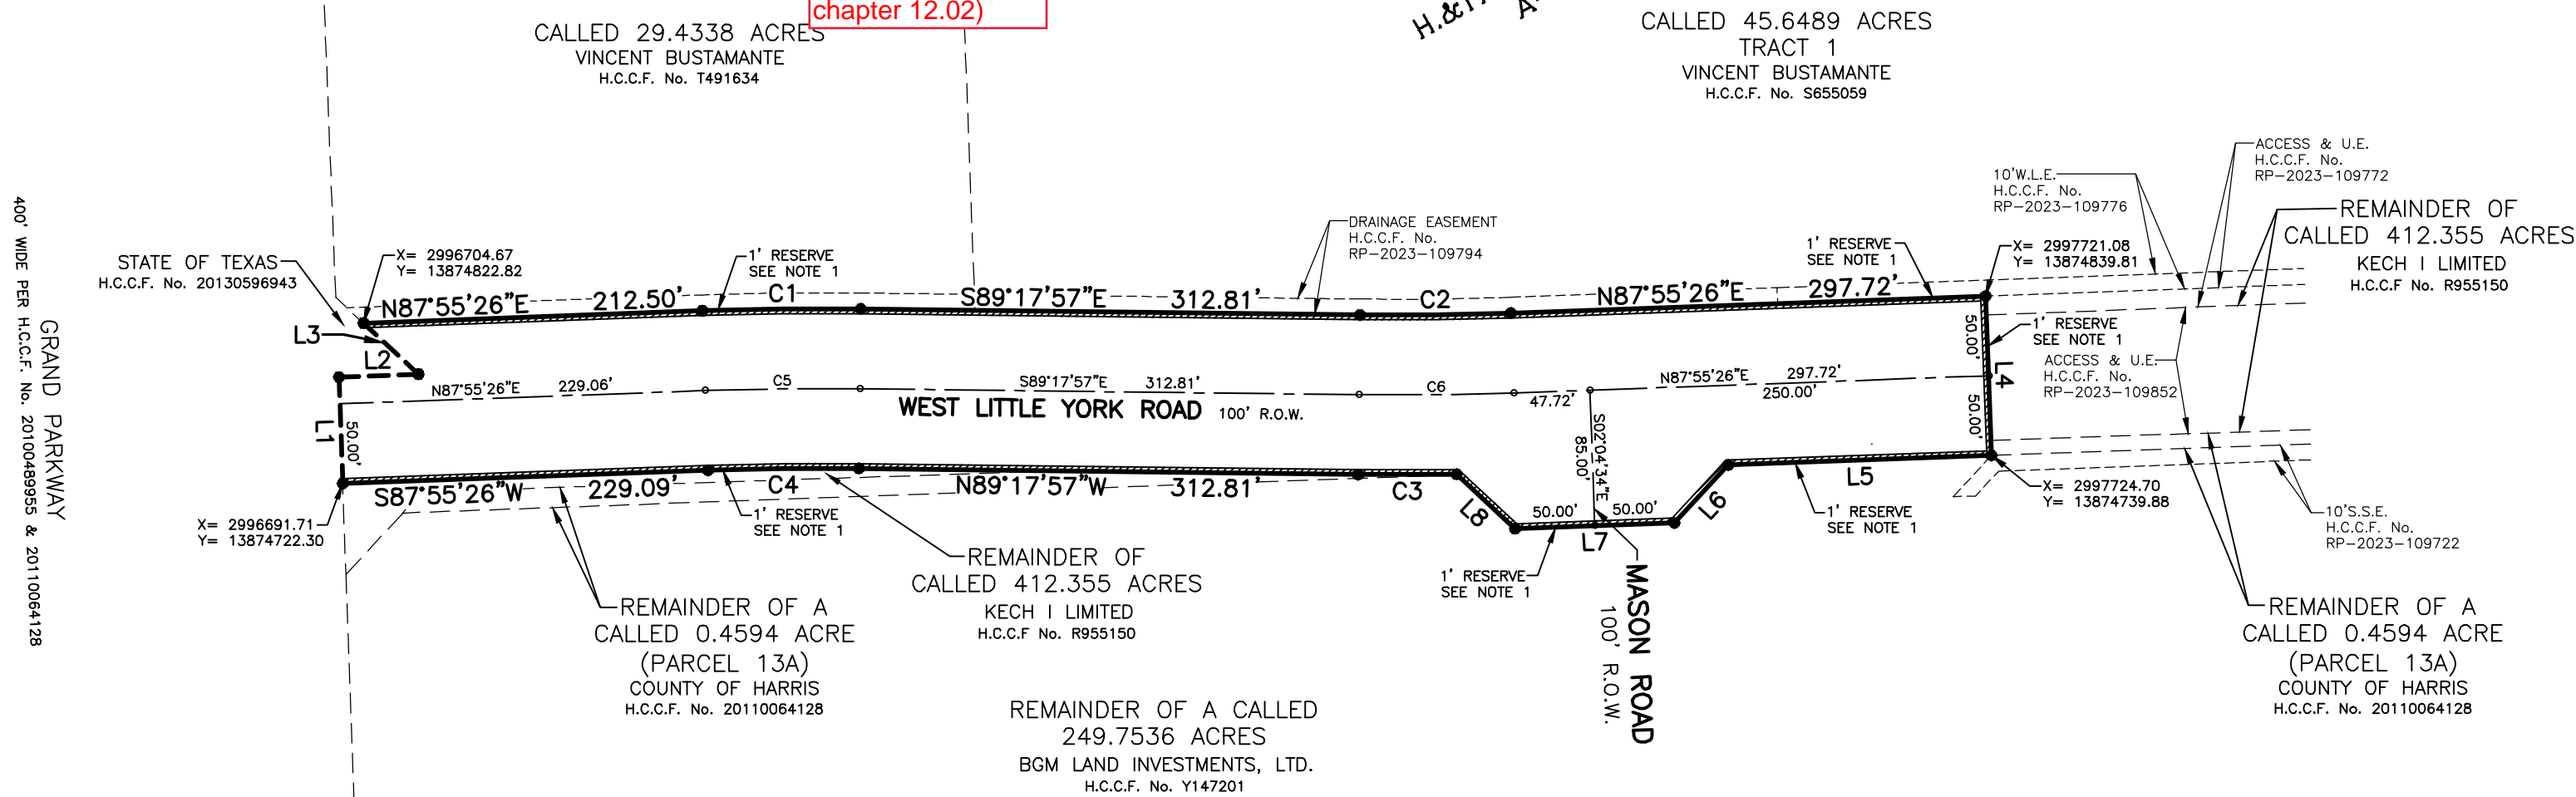 chapter 12.02)
H.&T.
A-
CALLED 29.4338 ACRES
VINCENT BUSTAMANTE
H.C.C.F. No. T491634
CALLED 45.6489 ACRES
TRACT 1
VINCENT BUSTAMANTE
H.C.C.F. No. S655059
ACCESS & U.E.
H.C.C.F. No.
RP-2023-109772
10'W.L.E.
H.C.C.F. No.
RP-2023-109776
REMAINDER OF
CALLED 412.355 ACRES
KECH I LIMITED
H.C.C.F No. R955150
DRAINAGE EASEMENT
H.C.C.F. No.
RP-2023-109794
1' RESERVE
SEE NOTE 1
X= 2997721.08
Y= 13874839.81
1' RESERVE
SEE NOTE 1
X= 2996704.67
Y= 13874822.82
STATE OF TEXAS
H.C.C.F. No. 20130596943
N87°55'26"E 212.50'
C1
S89°17'57"E 312.81'
C2
N87°55'26"E 297.72'
L3
L2
50.00'
1' RESERVE
SEE NOTE 1
L4
ACCESS & U.E.
H.C.C.F. No.
RP-2023-109852
N87°55'26"E 229.06'
C5
S89°17'57"E 312.81'
C6
47.72'
N87°55'26"E 297.72'
250.00'
WEST LITTLE YORK ROAD 100' R.O.W.
L1
50.00'
S02°04'34"E
85.00'
50.00'
GRAND PARKWAY
400' WIDE PER H.C.C.F. No. 20100489955 & 20110064128
S87°55'26"W 229.09'
C4
N89°17'57"W 312.81'
C3
L8
50.00'
50.00'
L7
L6
L5
X= 2996691.71
Y= 13874722.30
1' RESERVE
SEE NOTE 1
1' RESERVE
SEE NOTE 1
1' RESERVE
SEE NOTE 1
X= 2997724.70
Y= 13874739.88
10'S.S.E.
H.C.C.F. No.
RP-2023-109722
MASON ROAD
100' R.O.W.
REMAINDER OF
CALLED 412.355 ACRES
KECH I LIMITED
H.C.C.F No. R955150
REMAINDER OF A
CALLED 0.4594 ACRE
(PARCEL 13A)
COUNTY OF HARRIS
H.C.C.F. No. 20110064128
REMAINDER OF A
CALLED 0.4594 ACRE
(PARCEL 13A)
COUNTY OF HARRIS
H.C.C.F. No. 20110064128
REMAINDER OF A CALLED
249.7536 ACRES
BGM LAND INVESTMENTS, LTD.
H.C.C.F. No. Y147201